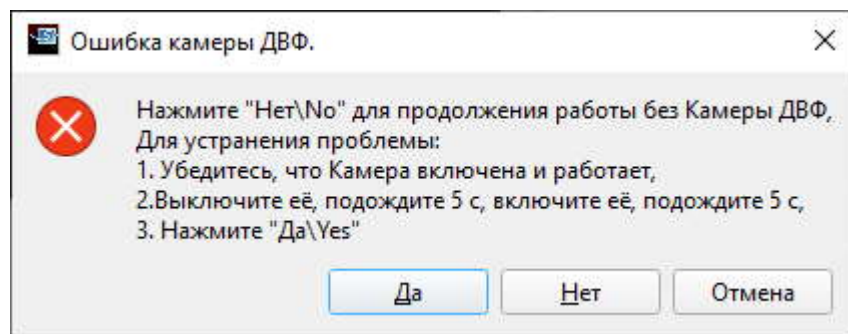 Ошибка камеры ДВФ.
Нажмите "Нет\No" для продолжения работы без Камеры ДВФ,
Для устранения проблемы:
1. Убедитесь, что Камера включена и работает,
2.Выключите её, подождите 5 с, включите её, подождите 5 с,
3. Нажмите "Да\Yes"
Да
Нет
Отмена